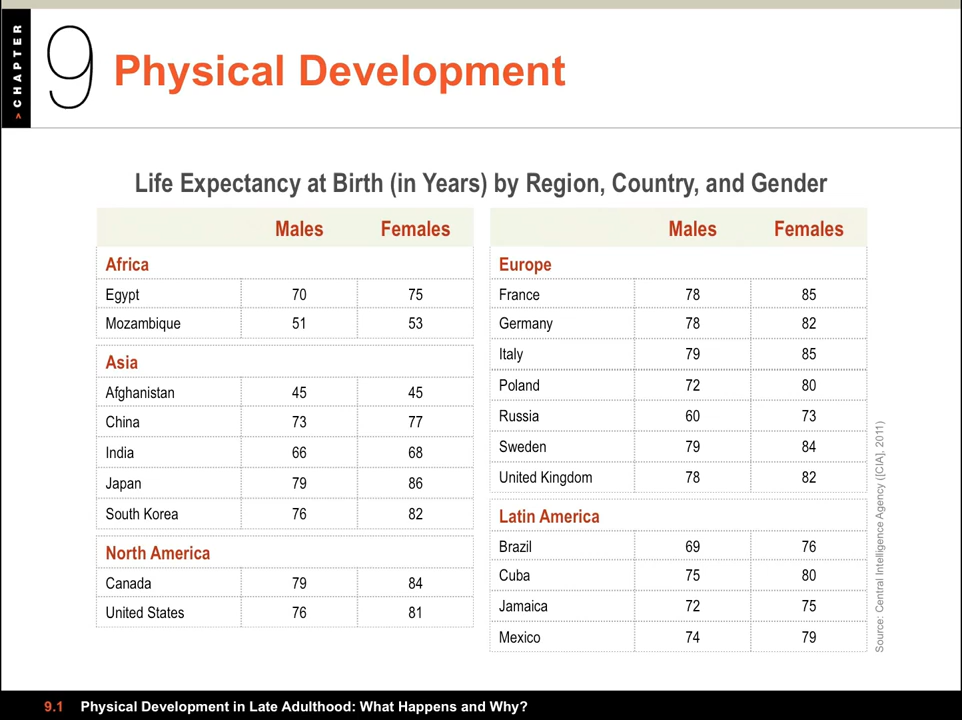 > CHAPTER
9 Physical Development
Life Expectancy at Birth (in Years) by Region, Country, and Gender
Males Females
Africa
Egypt 70 75
Mozambique 51 53
Asia
Afghanistan 45 45
China 73 77
India 66 68
Japan 79 86
South Korea 76 82
North America
Canada 79 84
United States 76 81
Males Females
Europe
France 78 85
Germany 78 82
Italy 79 85
Poland 72 80
Russia 60 73
Sweden 79 84
United Kingdom 78 82
Latin America
Brazil 69 76
Cuba 75 80
Jamaica 72 75
Mexico 74 79
Source: Central Intelligence Agency ([CIA], 2011)
9.1 Physical Development in Late Adulthood: What Happens and Why?